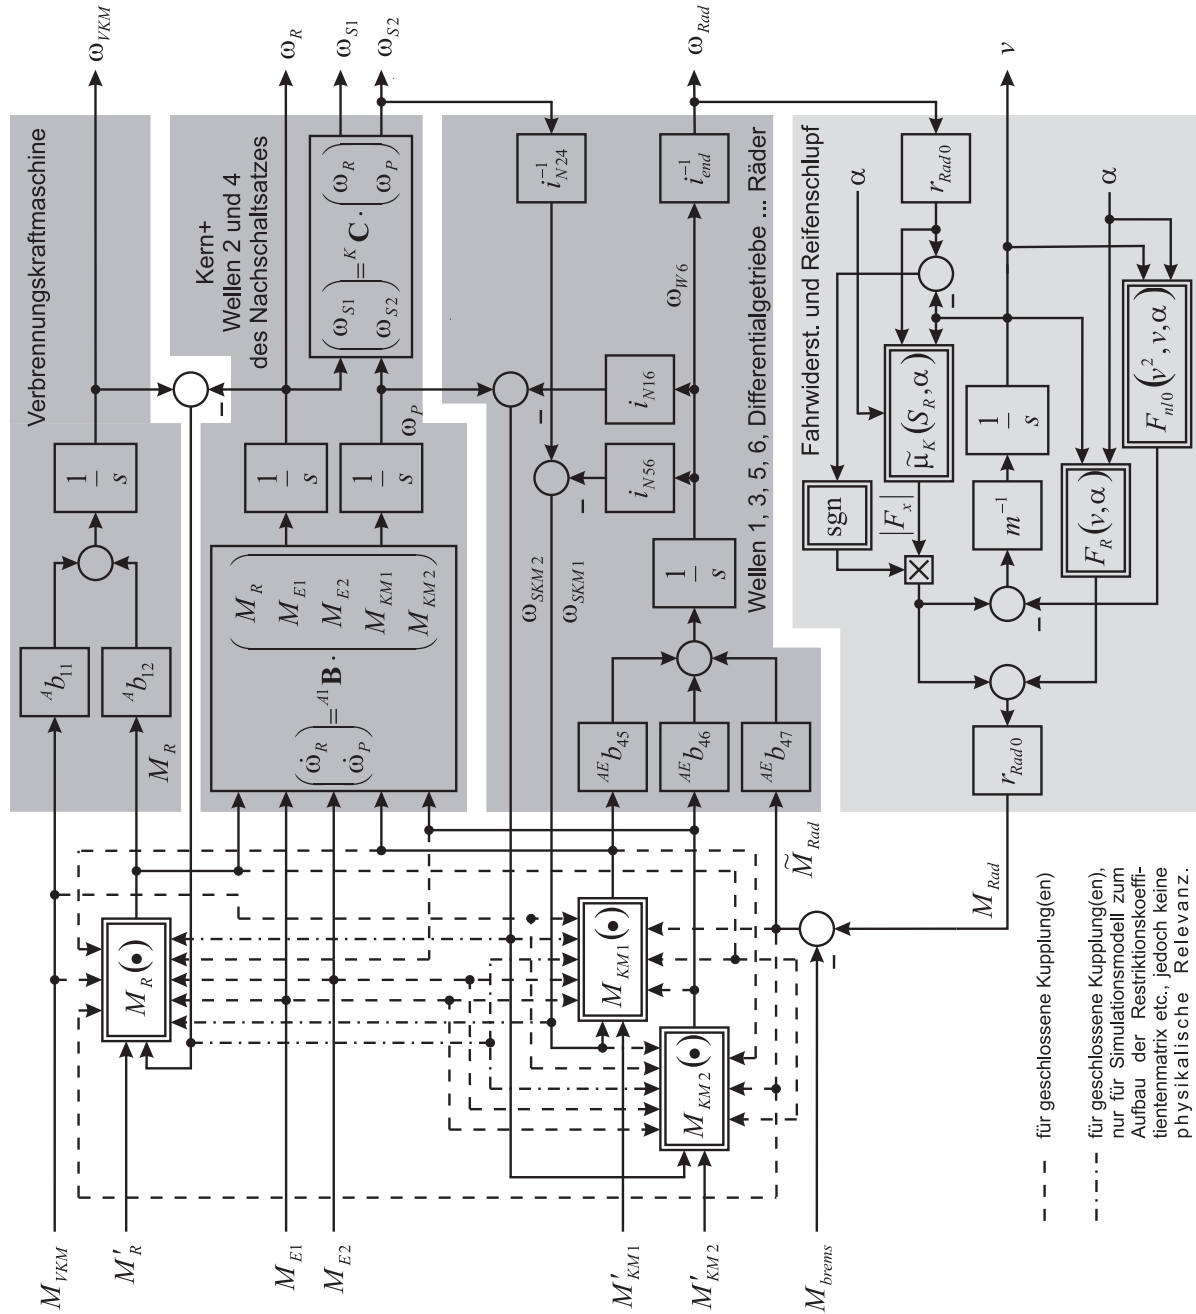 Verbrennungskraftmaschine
ω_VKM
M_VKM
^A b_11
1/s
M'_R
M_R(•)
M_R
^A b_12
Kern+
Wellen 2 und 4
des Nachschaltsatzes
ω_R
ω_S1
ω_S2
M_E1
M_E2
(ω̇_R ω̇_P) = ^A1 B · (M_R M_E1 M_E2 M_KM1 M_KM2)
1/s
1/s
ω_P
(ω_S1 ω_S2) = ^K C · (ω_R ω_P)
i_N24^-1
ω_SKM2
ω_SKM1
i_N16
i_N56
ω_W6
i_end^-1
ω_Rad
M'_KM1
M_KM1(•)
M'_KM2
M_KM2(•)
^AE b_45
^AE b_46
^AE b_47
1/s
Wellen 1, 3, 5, 6, Differentialgetriebe ... Räder
M_brems
M̃_Rad
M_Rad
Fahrwiderst. und Reifenschlupf
α
r_Rad0
sgn
|F_x|
μ̃_K(S_R, α)
v
m^-1
1/s
r_Rad0
F_R(v, α)
α
F_nl0(v^2, v, α)
für geschlossene Kupplung(en)
für geschlossene Kupplung(en),
nur für Simulationsmodell zum
Aufbau der Restriktionskoeffi-
tientenmatrix etc., jedoch keine
physikalische Relevanz.